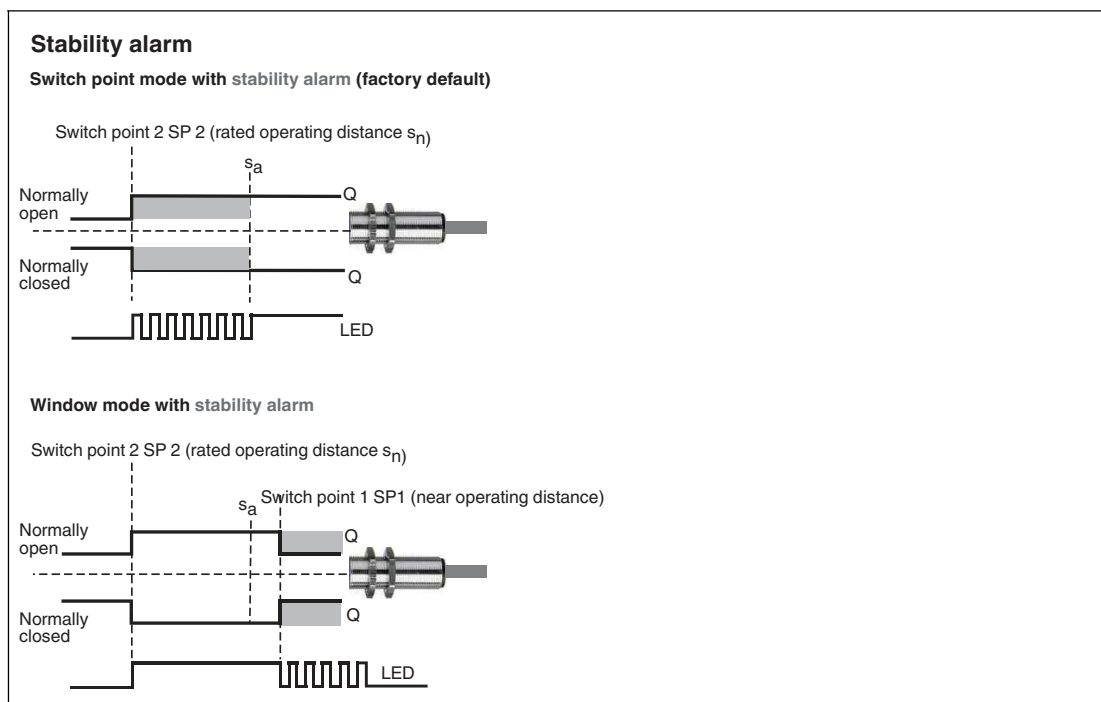 Stability alarm
Switch point mode with stability alarm (factory default)
Switch point 2 SP 2 (rated operating distance sn)
sa
Normally
open
Q
Normally
closed
Q
LED
Window mode with stability alarm
Switch point 2 SP 2 (rated operating distance sn)
sa
Switch point 1 SP1 (near operating distance)
Normally
open
Q
Normally
closed
Q
LED